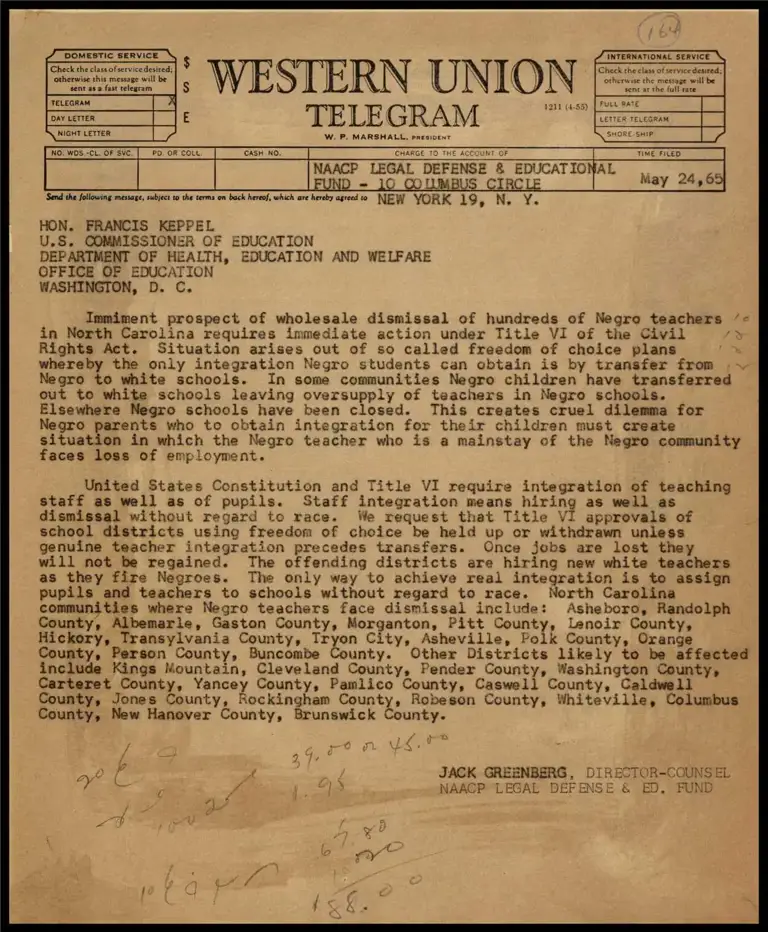 164
DOMESTIC SERVICE
Check the class of service desired;
otherwise this message will be
sent as a fast telegram
TELEGRAM X
DAY LETTER
NIGHT LETTER
$
S
E
WESTERN UNION
TELEGRAM
1211 (4-55)
W. P. MARSHALL, PRESIDENT
INTERNATIONAL SERVICE
Check the class of service desired;
otherwise the message will be
sent at the full rate
FULL RATE
LETTER TELEGRAM
SHORE-SHIP
NO. WDS.-CL. OF SVC. PD. OR COLL. CASH NO. CHARGE TO THE ACCOUNT OF TIME FILED
NAACP LEGAL DEFENSE & EDUCATIONAL
FUND - 10 COLUMBUS CIRCLE May 24,65
Send the following message, subject to the terms on back hereof, which are hereby agreed to NEW YORK 19, N. Y.
HON. FRANCIS KEPPEL
U.S. COMMISSIONER OF EDUCATION
DEPARTMENT OF HEALTH, EDUCATION AND WELFARE
OFFICE OF EDUCATION
WASHINGTON, D. C.
Immiment prospect of wholesale dismissal of hundreds of Negro teachers
in North Carolina requires immediate action under Title VI of the Civil
Rights Act. Situation arises out of so called freedom of choice plans
whereby the only integration Negro students can obtain is by transfer from
Negro to white schools. In some communities Negro children have transferred
out to white schools leaving oversupply of teachers in Negro schools.
Elsewhere Negro schools have been closed. This creates cruel dilemma for
Negro parents who to obtain integration for their children must create
situation in which the Negro teacher who is a mainstay of the Negro community
faces loss of employment.
United States Constitution and Title VI require integration of teaching
staff as well as of pupils. Staff integration means hiring as well as
dismissal without regard to race. We request that Title VI approvals of
school districts using freedom of choice be held up or withdrawn unless
genuine teacher integration precedes transfers. Once jobs are lost they
will not be regained. The offending districts are hiring new white teachers
as they fire Negroes. The only way to achieve real integration is to assign
pupils and teachers to schools without regard to race. North Carolina
communities where Negro teachers face dismissal include: Asheboro, Randolph
County, Albemarle, Gaston County, Morganton, Pitt County, Lenoir County,
Hickory, Transylvania County, Tryon City, Asheville, Polk County, Orange
County, Person County, Buncombe County. Other Districts likely to be affected
include Kings Mountain, Cleveland County, Pender County, Washington County,
Carteret County, Yancey County, Pamlico County, Caswell County, Caldwell
County, Jones County, Rockingham County, Robeson County, Whiteville, Columbus
County, New Hanover County, Brunswick County.
39.00 or 45.00
1.95
JACK GREENBERG, DIRECTOR-COUNSEL
NAACP LEGAL DEFENSE & ED. FUND